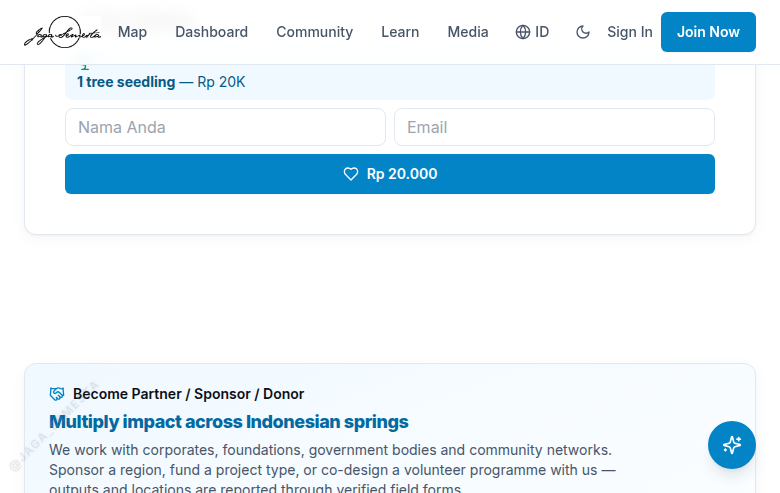 Jaga Semesta
Map
Dashboard
Community
Learn
Media
ID
Sign In
Join Now
1 tree seedling — Rp 20K
Nama Anda
Email
Rp 20.000
Become Partner / Sponsor / Donor
Multiply impact across Indonesian springs
We work with corporates, foundations, government bodies and community networks.
Sponsor a region, fund a project type, or co-design a volunteer programme with us —
outputs and locations are reported through verified field forms.